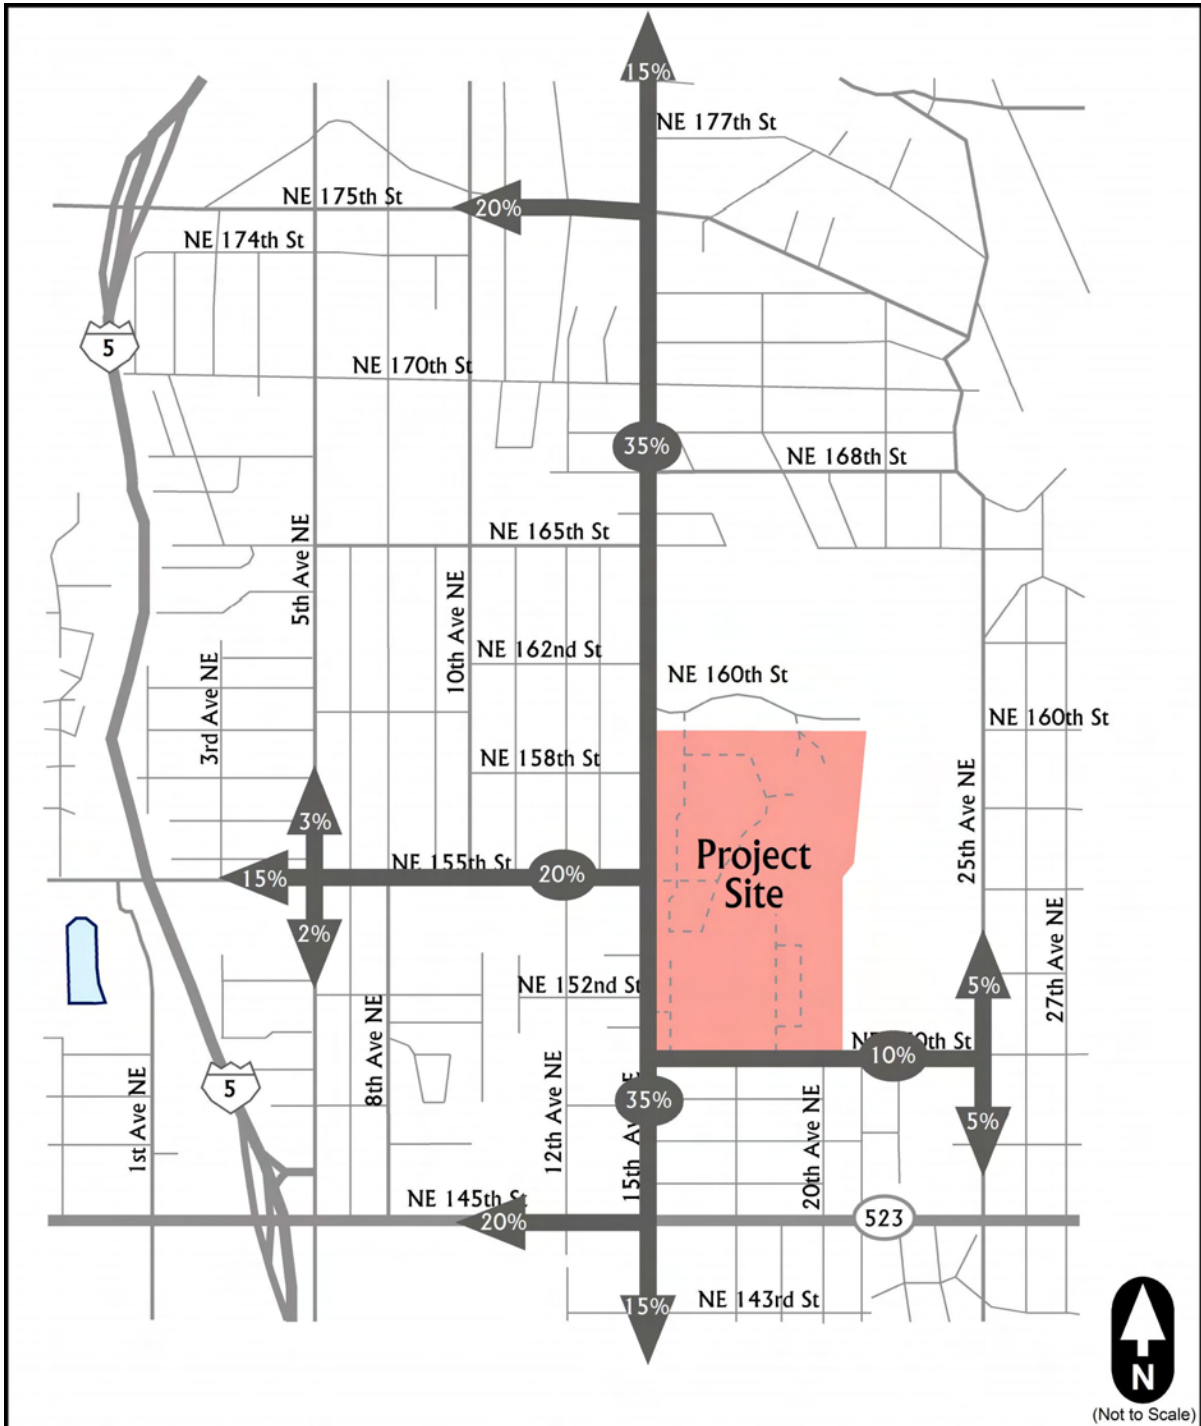 15%
NE 177th St
NE 175th St
20%
NE 174th St
5
NE 170th St
35%
NE 168th St
NE 165th St
5th Ave NE
10th Ave NE
NE 162nd St
3rd Ave NE
NE 160th St
NE 160th St
NE 158th St
25th Ave NE
3%
Project
Site
NE 155th St
15%
20%
2%
27th Ave NE
5%
NE 152nd St
8th Ave NE
10%
5
1st Ave NE
12th Ave NE
35%
15th
20th Ave NE
5%
NE 145th St
20%
523
15%
NE 143rd St
N
(Not to Scale)